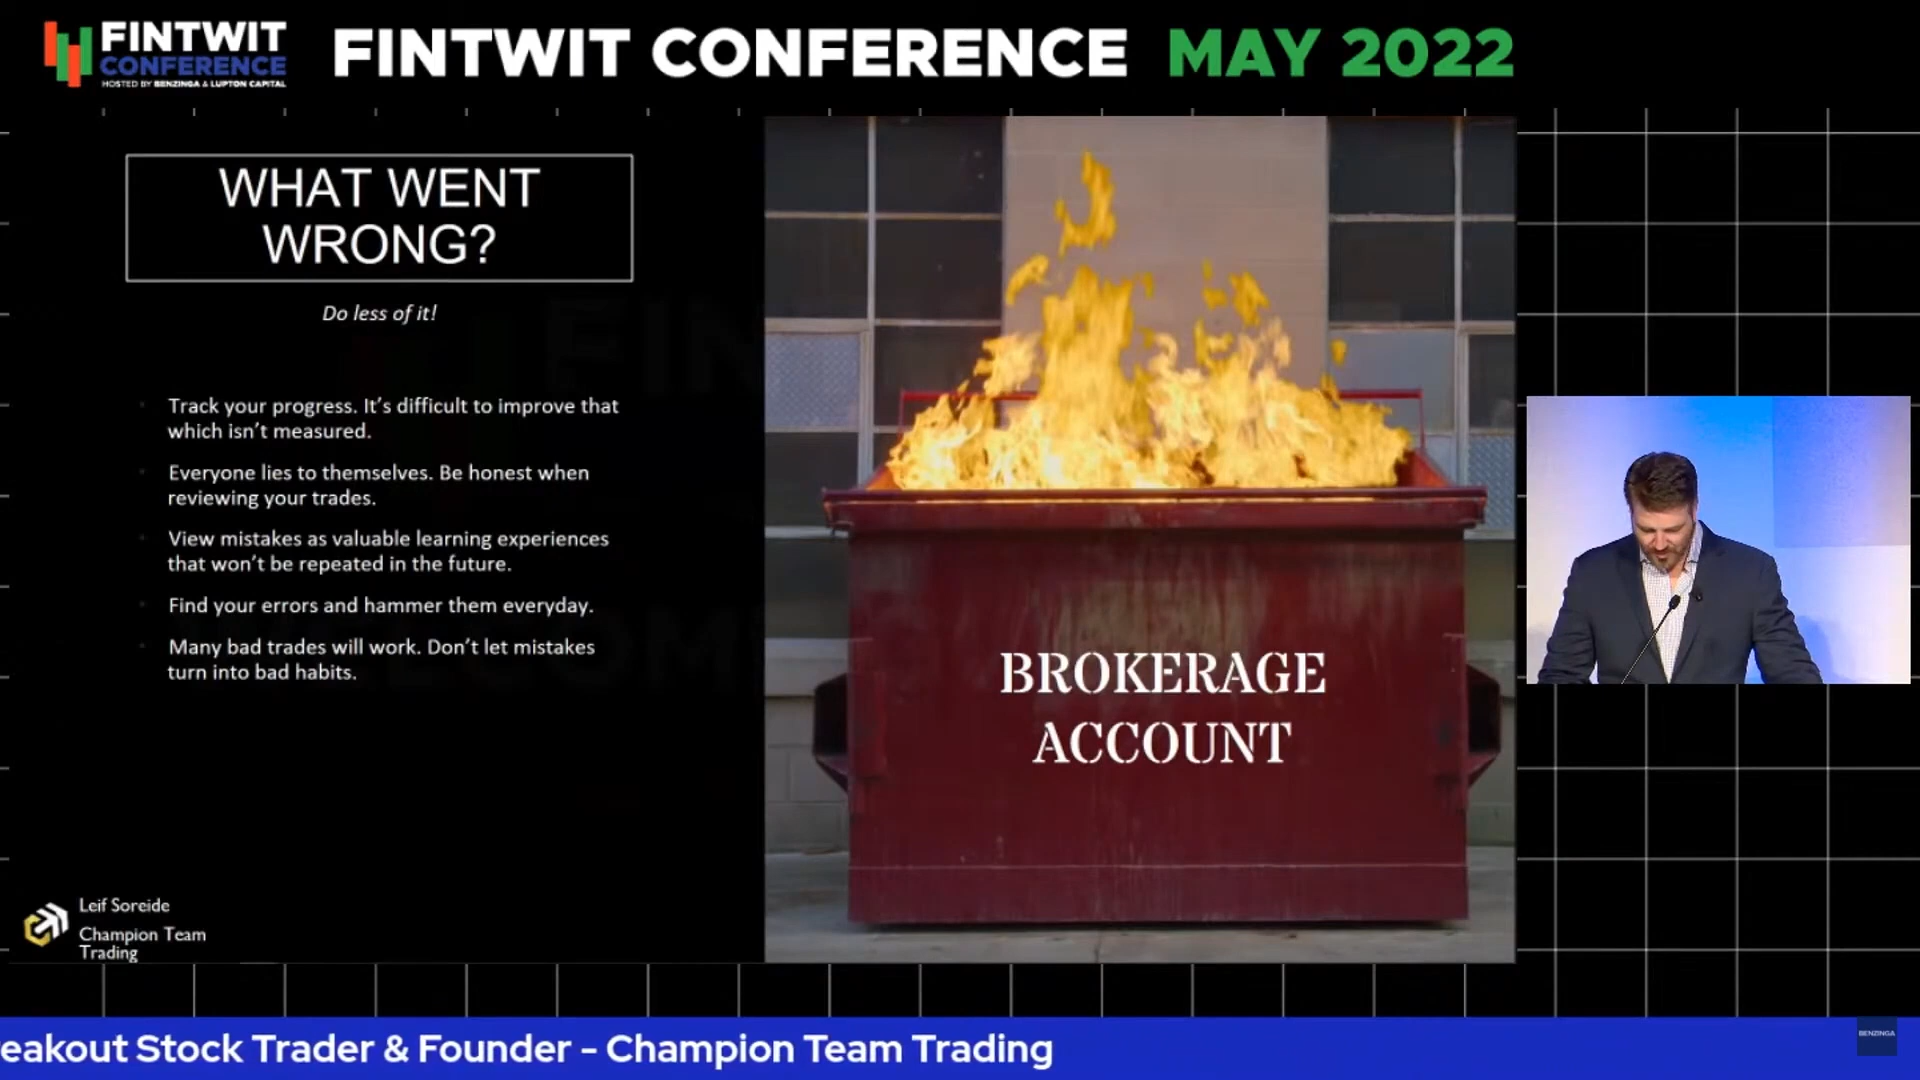 FINTWIT
CONFERENCE
HOSTED BY BENZINGA & LUPTON CAPITAL
FINTWIT CONFERENCE MAY 2022
WHAT WENT
WRONG?
Do less of it!
Track your progress. It's difficult to improve that
which isn't measured.
Everyone lies to themselves. Be honest when
reviewing your trades.
View mistakes as valuable learning experiences
that won't be repeated in the future.
Find your errors and hammer them everyday.
Many bad trades will work. Don't let mistakes
turn into bad habits.
BROKERAGE
ACCOUNT
Leif Soreide
Champion Team
Trading
eakout Stock Trader & Founder - Champion Team Trading
BENZINGA